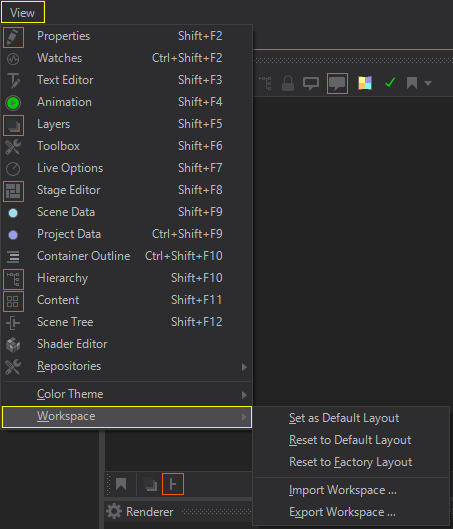 View
Properties Shift+F2
Watches Ctrl+Shift+F2
Text Editor Shift+F3
Animation Shift+F4
Layers Shift+F5
Toolbox Shift+F6
Live Options Shift+F7
Stage Editor Shift+F8
Scene Data Shift+F9
Project Data Ctrl+Shift+F9
Container Outline Ctrl+Shift+F10
Hierarchy Shift+F10
Content Shift+F11
Scene Tree Shift+F12
Shader Editor
Repositories
Color Theme
Workspace
Set as Default Layout
Reset to Default Layout
Reset to Factory Layout
Import Workspace ...
Export Workspace ...
Renderer